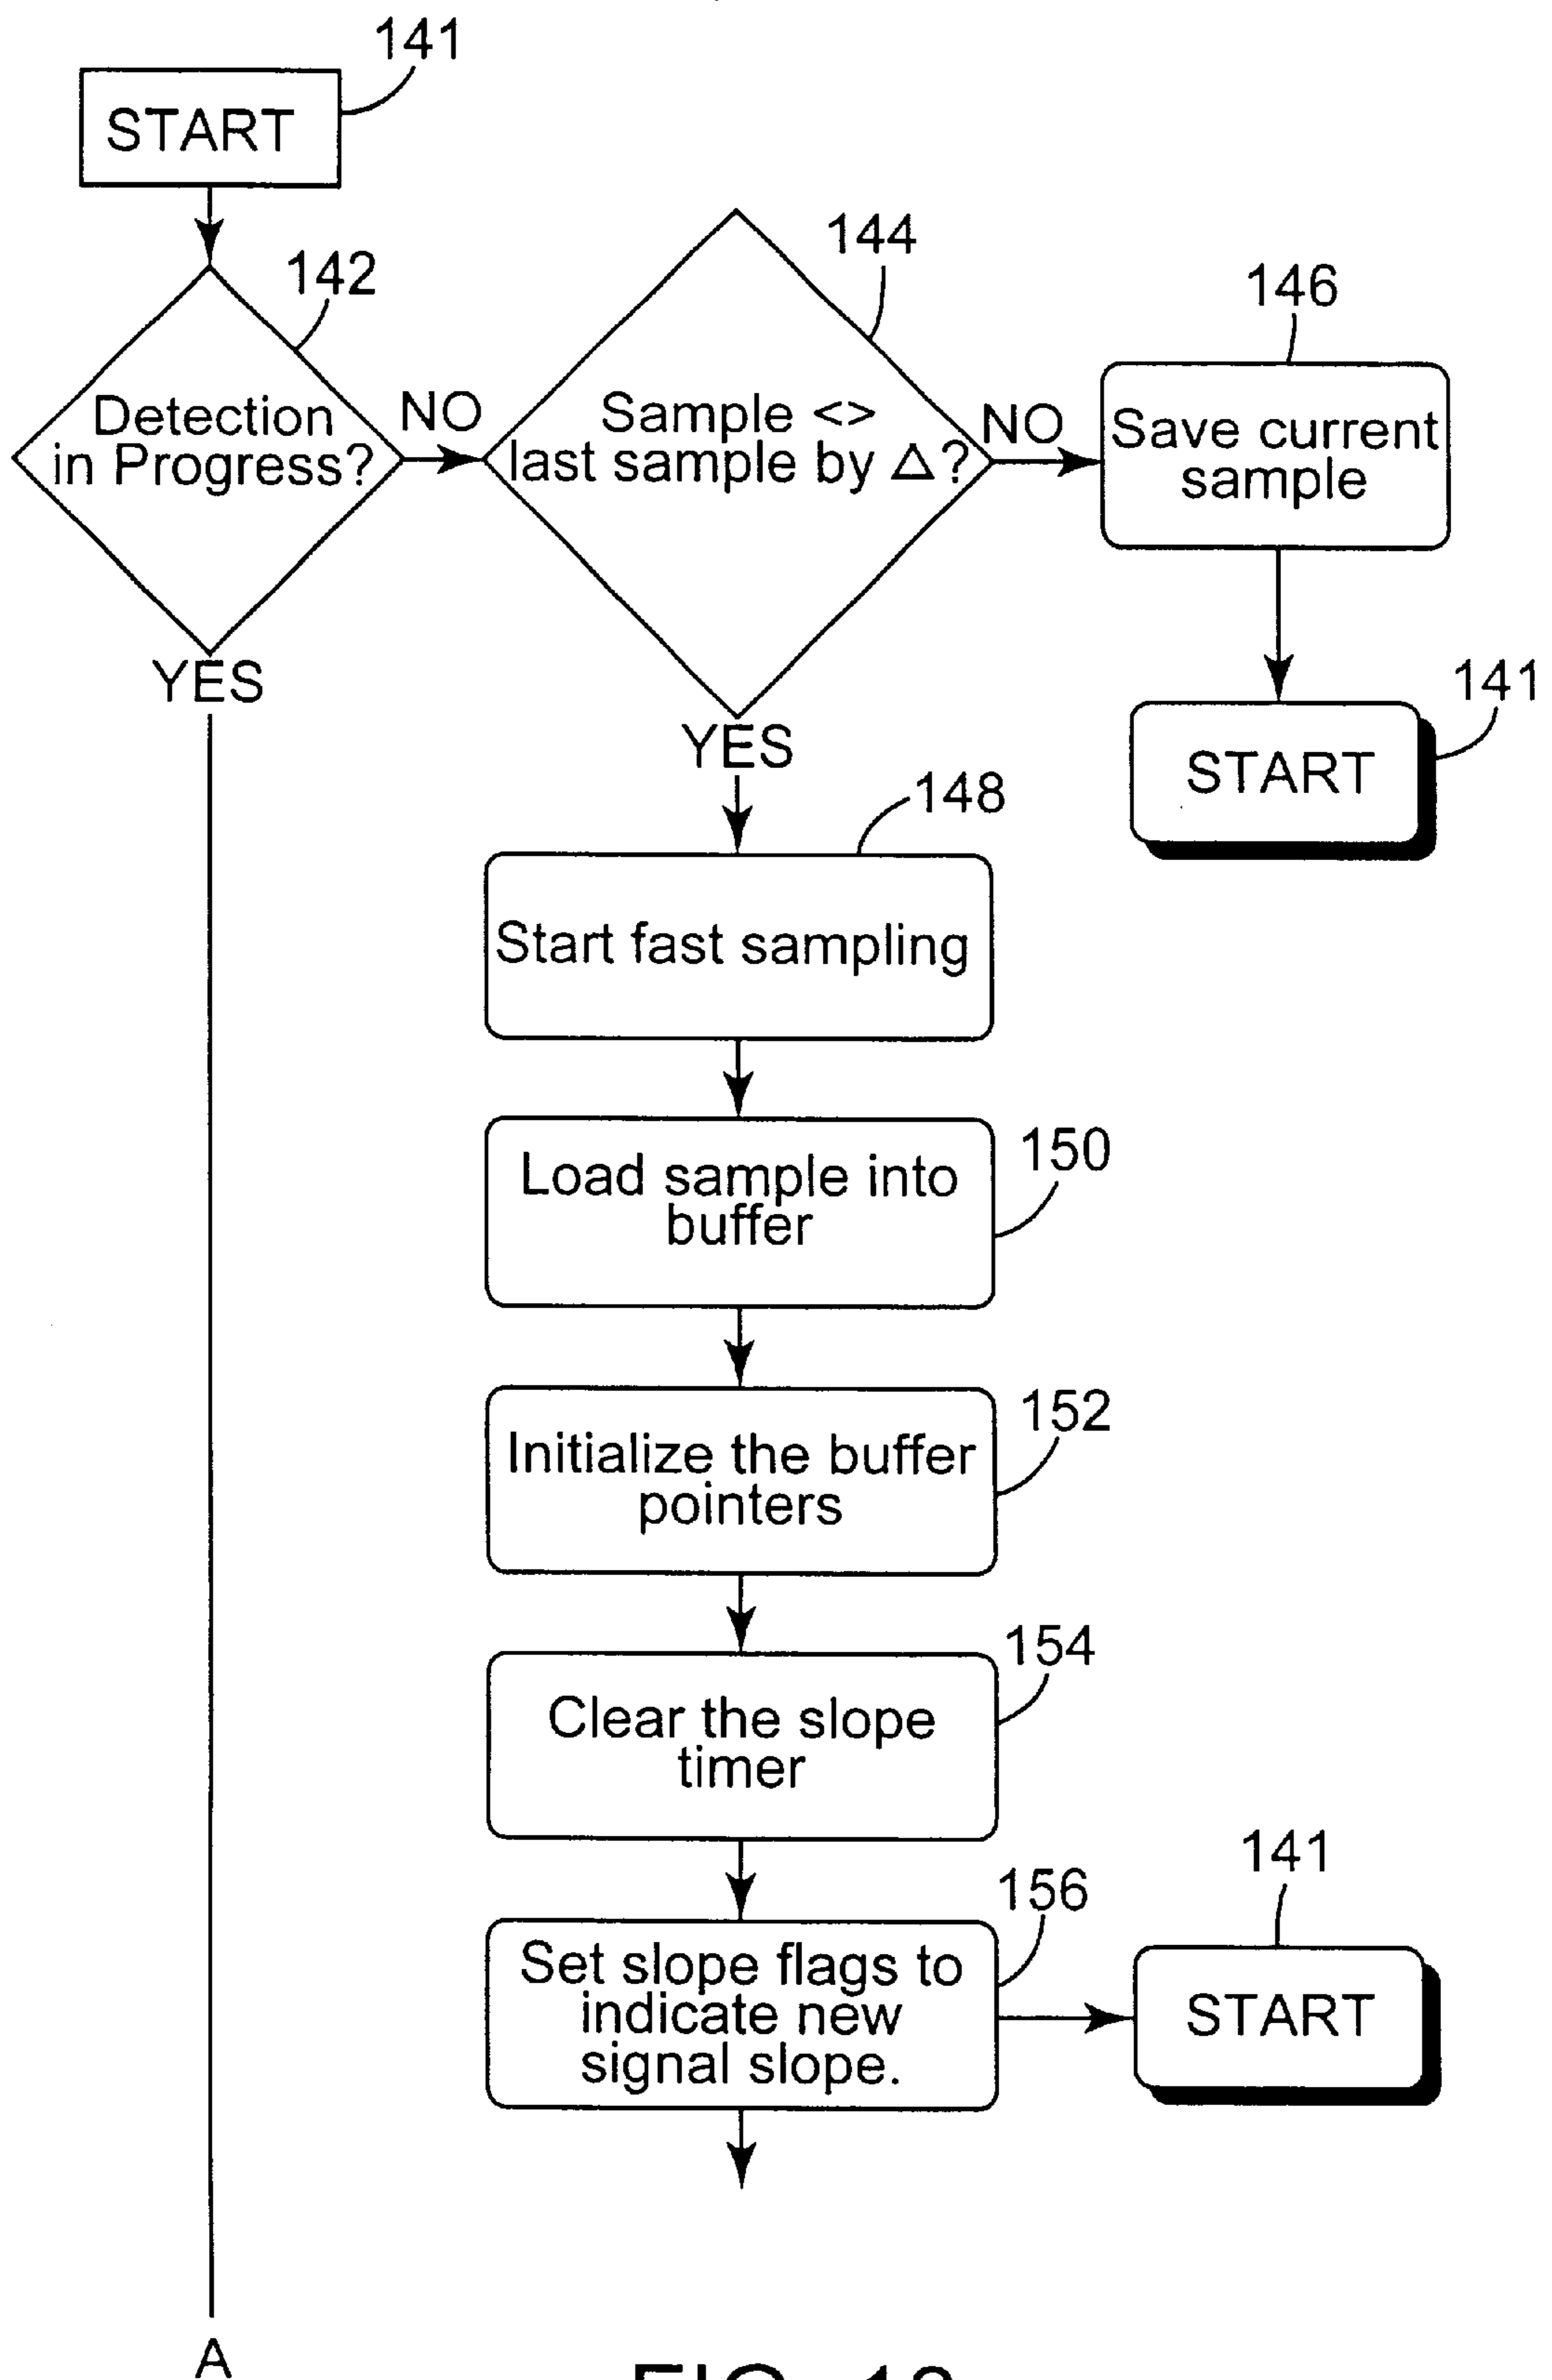 141
START
142
Detection
in Progress?
NO
YES
144
Sample <>
last sample by Δ?
NO
YES
146
Save current
sample
141
START
148
Start fast sampling
150
Load sample into
buffer
152
Initialize the buffer
pointers
154
Clear the slope
timer
156
Set slope flags to
indicate new
signal slope.
141
START
A